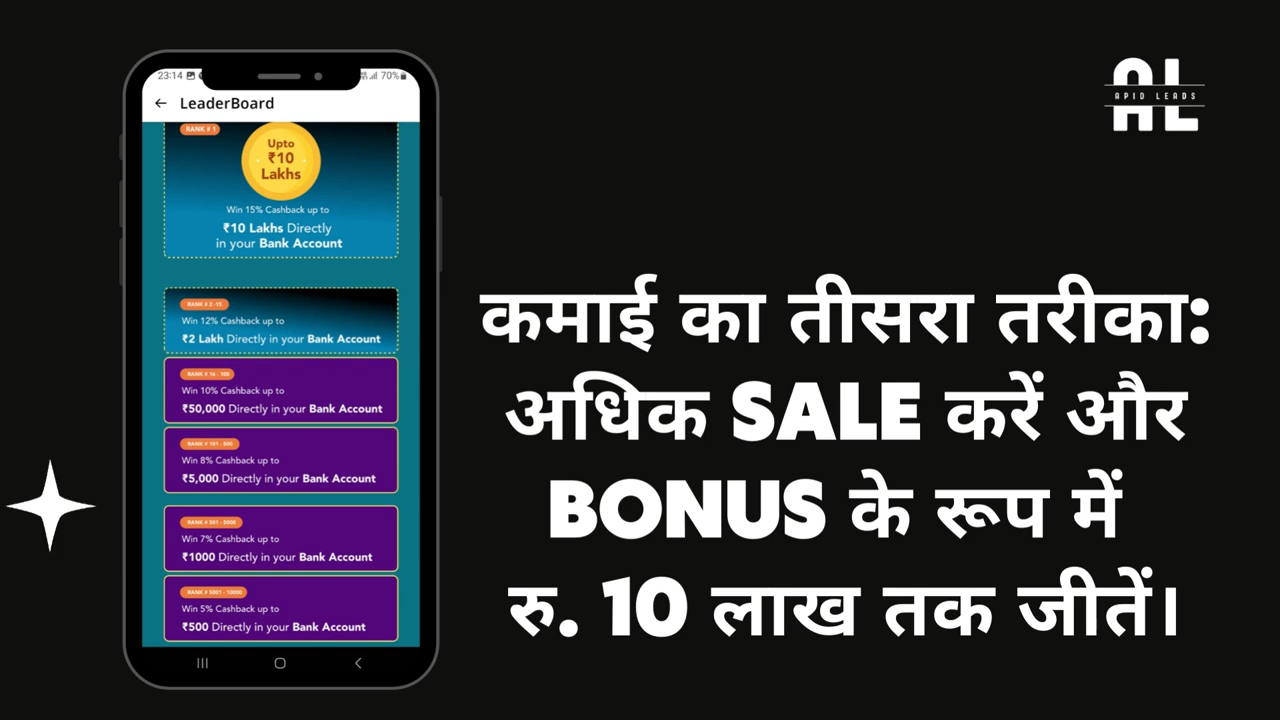 23:14
70%
LeaderBoard
RANK # 1
Upto
₹10
Lakhs
Win 15% Cashback up to
₹10 Lakhs Directly
in your Bank Account
RANK # 2 -15
Win 12% Cashback up to
₹2 Lakh Directly in your Bank Account
RANK # 16 - 100
Win 10% Cashback up to
₹50,000 Directly in your Bank Account
RANK # 101 - 500
Win 8% Cashback up to
₹5,000 Directly in your Bank Account
RANK # 501 - 5000
Win 7% Cashback up to
₹1000 Directly in your Bank Account
RANK # 5001 - 10000
Win 5% Cashback up to
₹500 Directly in your Bank Account
AL
APID LEADS
कमाई का तीसरा तरीका:
अधिक SALE करें और
BONUS के रूप में
रु. 10 लाख तक जीतें।